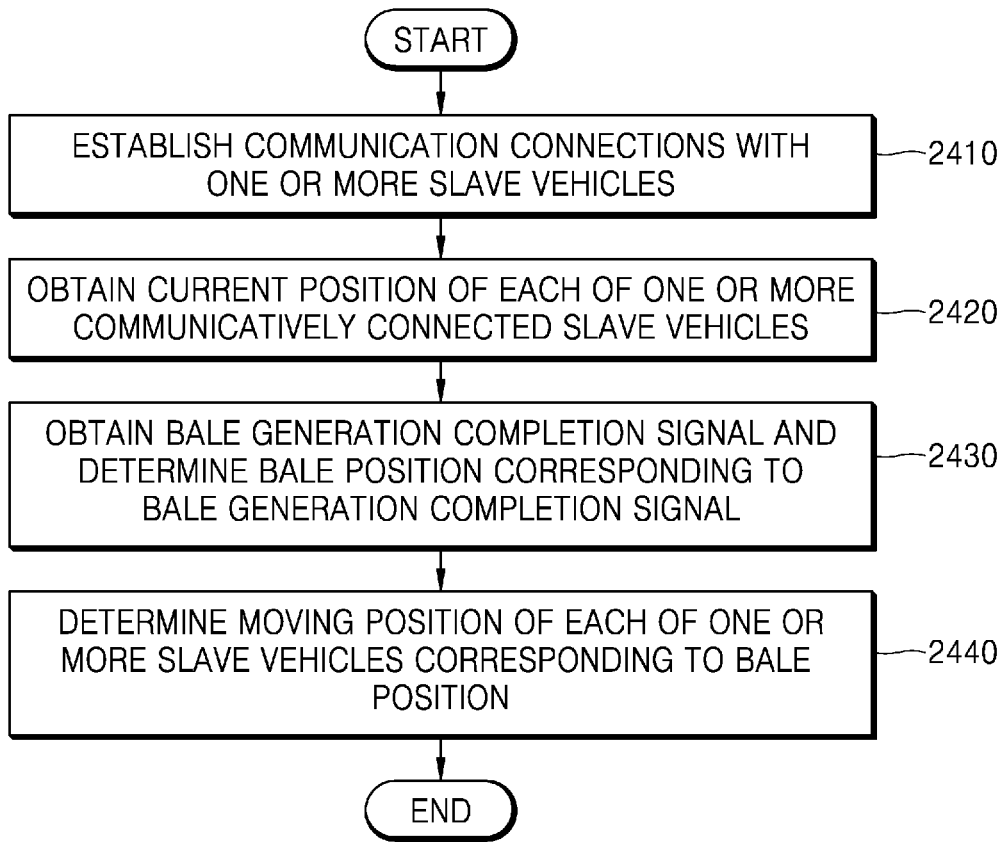 START
ESTABLISH COMMUNICATION CONNECTIONS WITH
ONE OR MORE SLAVE VEHICLES
2410
OBTAIN CURRENT POSITION OF EACH OF ONE OR MORE
COMMUNICATIVELY CONNECTED SLAVE VEHICLES
2420
OBTAIN BALE GENERATION COMPLETION SIGNAL AND
DETERMINE BALE POSITION CORRESPONDING TO
BALE GENERATION COMPLETION SIGNAL
2430
DETERMINE MOVING POSITION OF EACH OF ONE OR
MORE SLAVE VEHICLES CORRESPONDING TO BALE
POSITION
2440
END